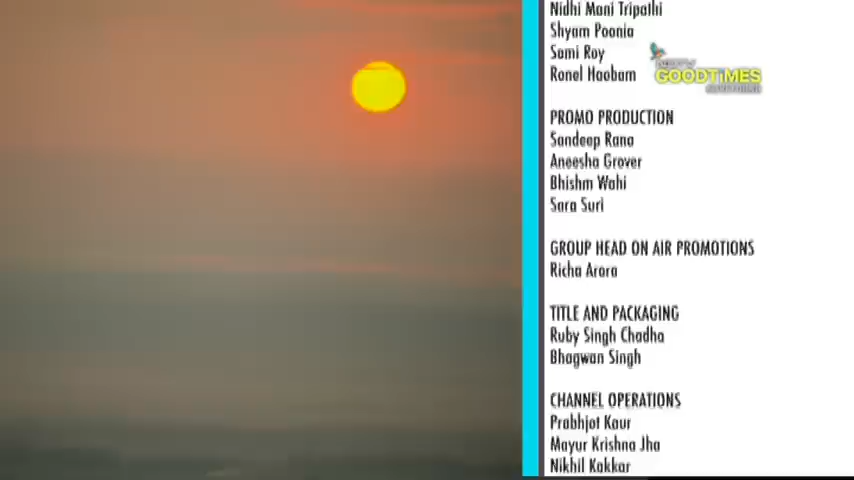 Nidhi Mani Tripathi
Shyam Poonia
Sami Roy
Ronel Haobam
NDTV
GOODTiMES
PROMO PRODUCTION
Sandeep Rana
Aneesha Grover
Bhishm Wahi
Sara Suri
GROUP HEAD ON AIR PROMOTIONS
Richa Arora
TITLE AND PACKAGING
Ruby Singh Chadha
Bhagwan Singh
CHANNEL OPERATIONS
Prabhjot Kaur
Mayur Krishna Jha
Nikhil Kakkar